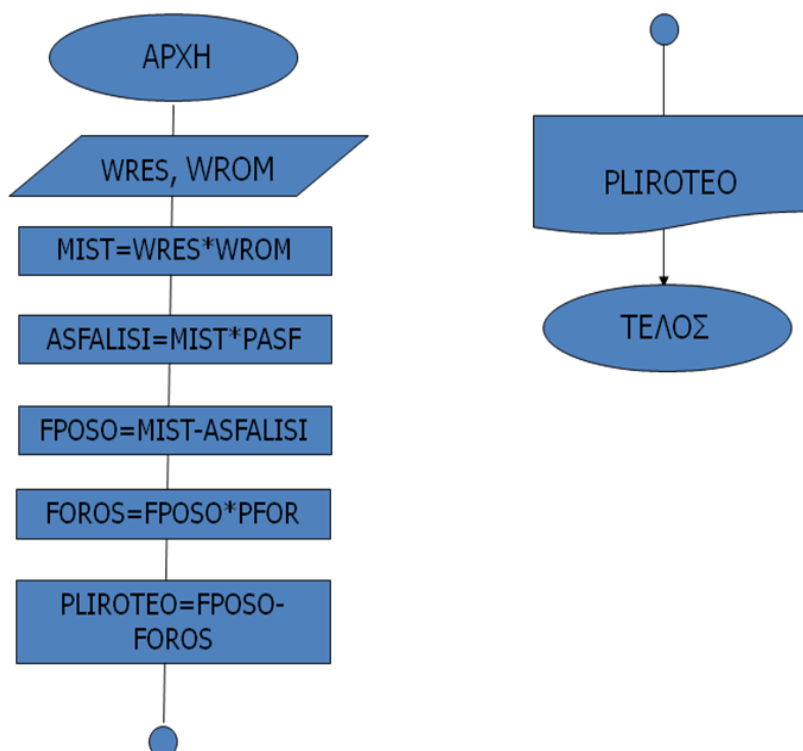 ΑΡΧΗ
WRES, WROM
MIST=WRES*WROM
ASFALISI=MIST*PASF
FPOSO=MIST-ASFALISI
FOROS=FPOSO*PFOR
PLIROTEO=FPOSO-
FOROS
PLIROTEO
ΤΕΛΟΣ